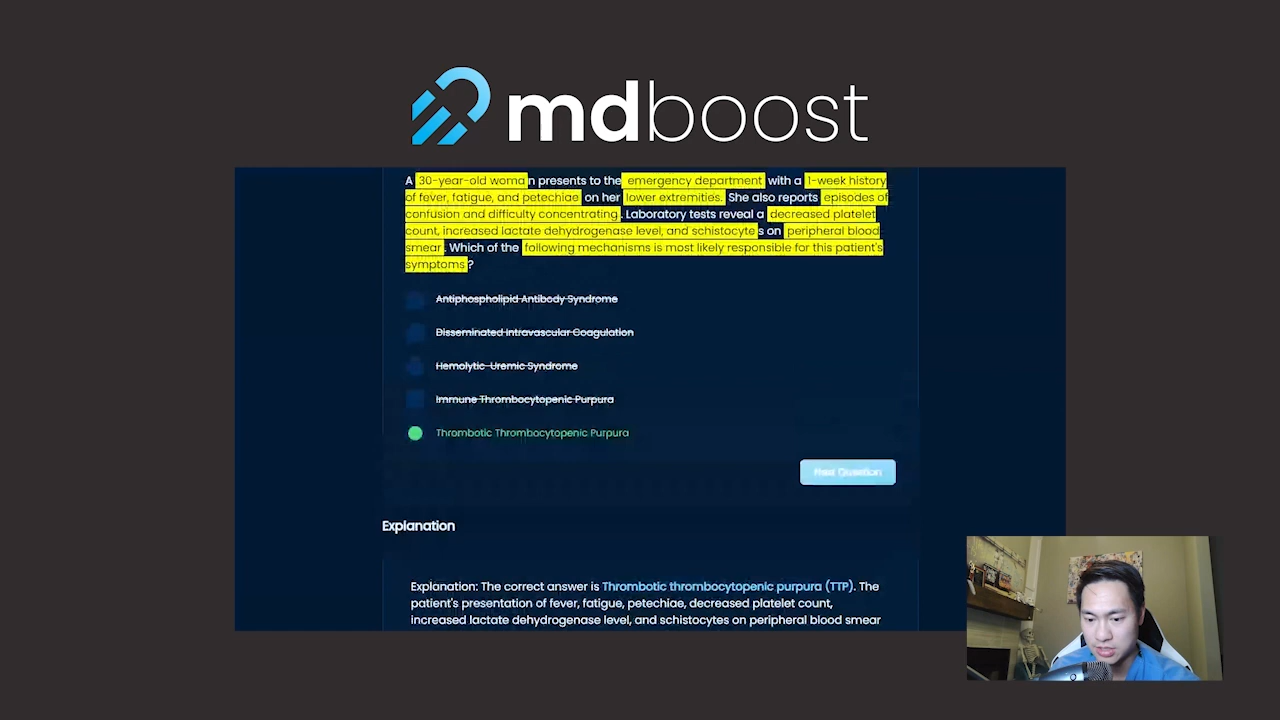 mdboost
A 30-year-old woman presents to the emergency department with a 1-week history
of fever, fatigue, and petechiae on her lower extremities. She also reports episodes of
confusion and difficulty concentrating. Laboratory tests reveal a decreased platelet
count, increased lactate dehydrogenase level, and schistocytes on peripheral blood
smear. Which of the following mechanisms is most likely responsible for this patient's
symptoms?
Antiphospholipid Antibody Syndrome
Disseminated Intravascular Coagulation
Hemolytic-Uremic Syndrome
Immune Thrombocytopenic Purpura
Thrombotic Thrombocytopenic Purpura
Next Question
Explanation
Explanation: The correct answer is Thrombotic thrombocytopenic purpura (TTP). The
patient's presentation of fever, fatigue, petechiae, decreased platelet count,
increased lactate dehydrogenase level, and schistocytes on peripheral blood smear